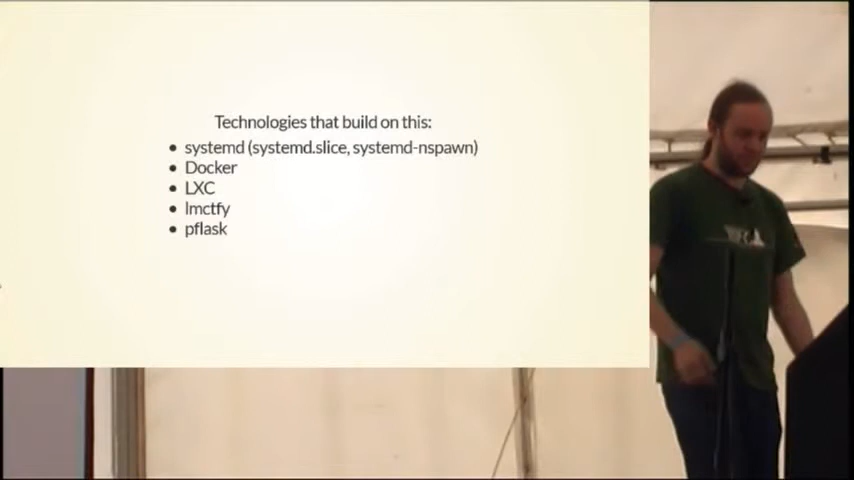 Technologies that build on this:
• systemd (systemd.slice, systemd-nspawn)
• Docker
• LXC
• lmctfy
• pflask